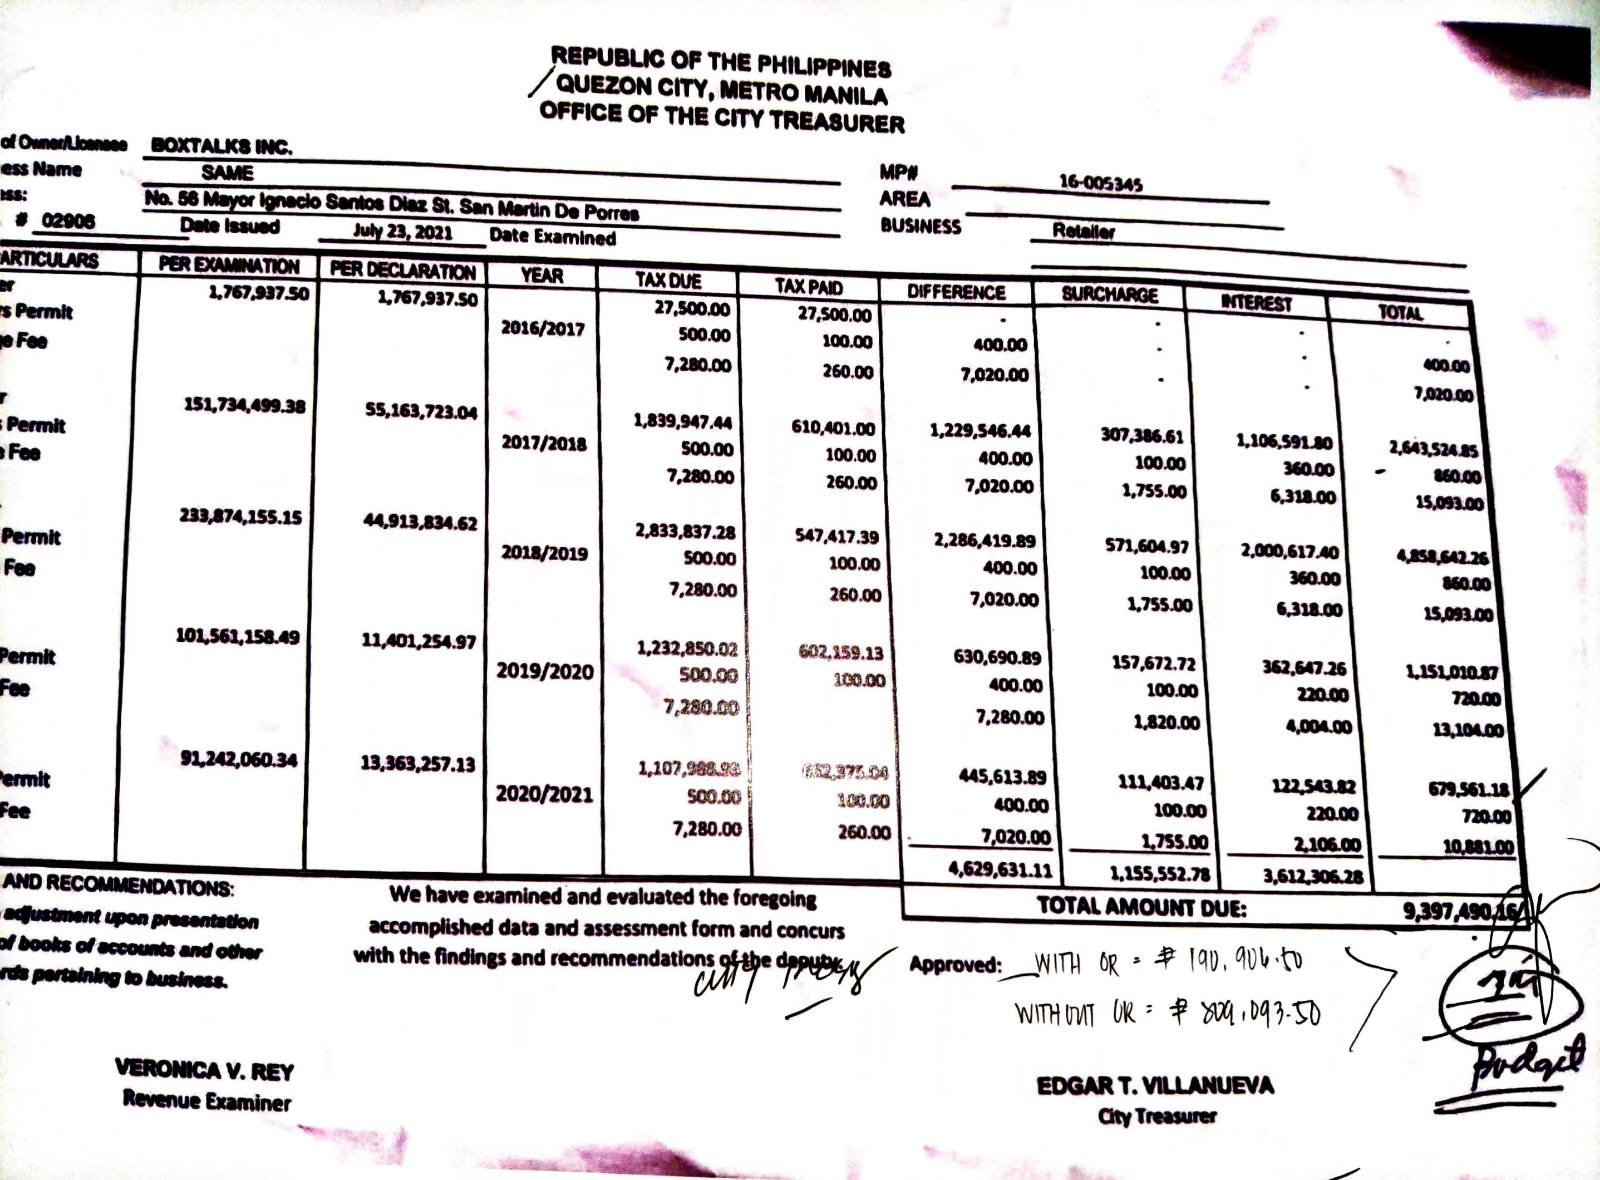 REPUBLIC OF THE PHILIPPINES
QUEZON CITY, METRO MANILA
OFFICE OF THE CITY TREASURER
of Owner/Licensee BOXTALKS INC.
ess Name SAME
ess: No. 56 Mayor Ignacio Santos Diaz St. San Martin De Porres
# 02906 Date Issued July 23, 2021 Date Examined
MP# 16-005345
AREA
BUSINESS Retailer
ARTICULARS PER EXAMINATION PER DECLARATION YEAR TAX DUE TAX PAID DIFFERENCE SURCHARGE INTEREST TOTAL
er 1,767,937.50 1,767,937.50 27,500.00 27,500.00 - - - -
s Permit 2016/2017 500.00 100.00 400.00 - - 400.00
e Fee 7,280.00 260.00 7,020.00 - - 7,020.00
r 151,734,499.38 55,163,723.04 1,839,947.44 610,401.00 1,229,546.44 307,386.61 1,106,591.80 2,643,524.85
s Permit 2017/2018 500.00 100.00 400.00 100.00 360.00 860.00
e Fee 7,280.00 260.00 7,020.00 1,755.00 6,318.00 15,093.00
233,874,155.15 44,913,834.62 2,833,837.28 547,417.39 2,286,419.89 571,604.97 2,000,617.40 4,858,642.26
Permit 2018/2019 500.00 100.00 400.00 100.00 360.00 860.00
Fee 7,280.00 260.00 7,020.00 1,755.00 6,318.00 15,093.00
101,561,158.49 11,401,254.97 1,232,850.02 602,159.13 630,690.89 157,672.72 362,647.26 1,151,010.87
Permit 2019/2020 500.00 100.00 400.00 100.00 220.00 720.00
Fee 7,280.00 7,280.00 1,820.00 4,004.00 13,104.00
91,242,060.34 13,363,257.13 1,107,988.93 662,375.04 445,613.89 111,403.47 122,543.82 679,561.18
ermit 2020/2021 500.00 100.00 400.00 100.00 220.00 720.00
Fee 7,280.00 260.00 7,020.00 1,755.00 2,106.00 10,881.00
4,629,631.11 1,155,552.78 3,612,306.28
TOTAL AMOUNT DUE: 9,397,490.16
AND RECOMMENDATIONS:
adjustment upon presentation
of books of accounts and other
rds pertaining to business.
We have examined and evaluated the foregoing
accomplished data and assessment form and concurs
with the findings and recommendations of the deputy.
Approved: WITH OR = ₱ 190,906.50
WITHOUT OR = ₱ 809,093.50
Budget
VERONICA V. REY
Revenue Examiner
EDGAR T. VILLANUEVA
City Treasurer